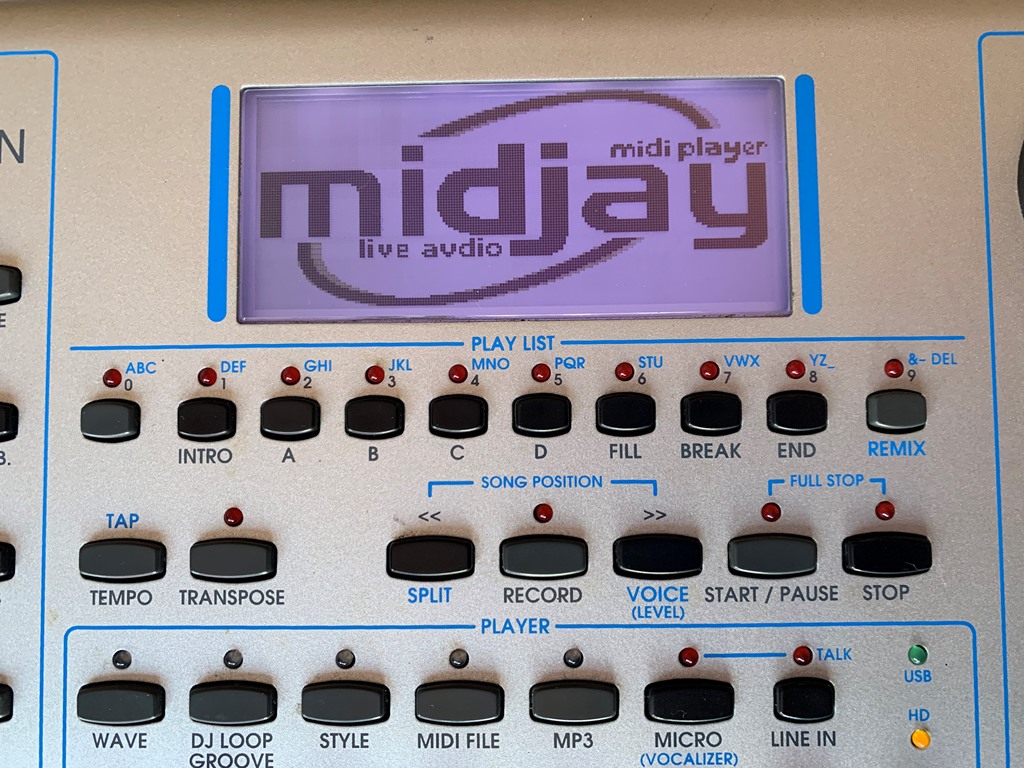 N
midi player
midjay
live audio
PLAY LIST
ABC DEF GHI JKL MNO PQR STU VWX YZ_ &- DEL
0 1 2 3 4 5 6 7 8 9
INTRO A B C D FILL BREAK END REMIX
E
B.
SONG POSITION FULL STOP
TAP << >>
TEMPO TRANSPOSE SPLIT RECORD VOICE START / PAUSE STOP
(LEVEL)
PLAYER
TALK
USB
HD
WAVE DJ LOOP STYLE MIDI FILE MP3 MICRO LINE IN
GROOVE (VOCALIZER)